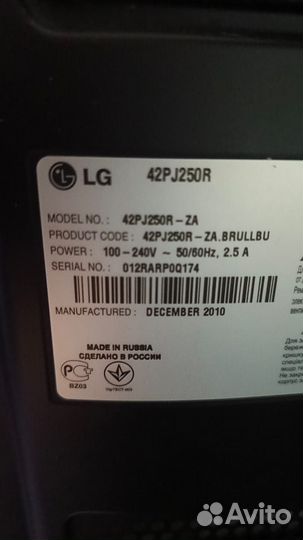 LG 42PJ250R
MODEL NO. : 42PJ250R-ZA
PRODUCT CODE : 42PJ250R-ZA.BRULLBU
POWER : 100-240V ~ 50/60Hz, 2.5 A
SERIAL NO. : 012RARP0Q174
MANUFACTURED : DECEMBER 2010
MADE IN RUSSIA
СДЕЛАНО В РОССИИ
BZ03
Avito